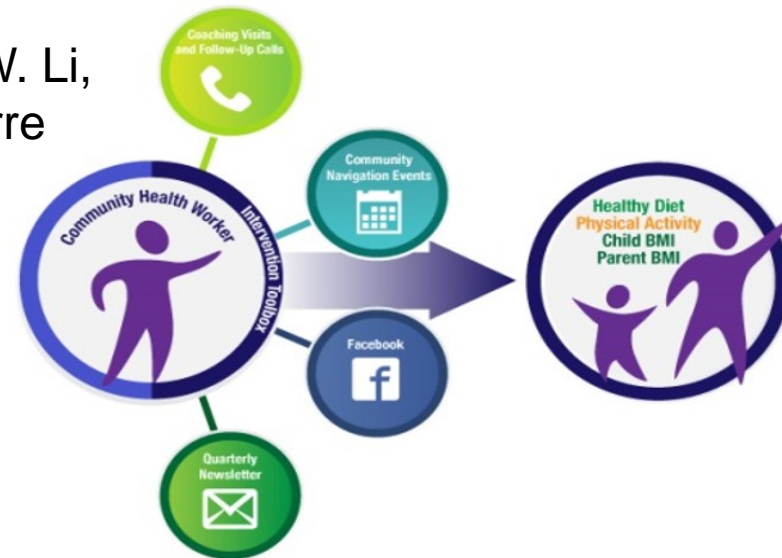 W. Li,
rre
Coaching Visits
and Follow-Up Calls
Community Health Worker
Intervention Toolbox
Community
Navigation Events
Facebook
f
Quarterly
Newsletter
Healthy Diet
Physical Activity
Child BMI
Parent BMI